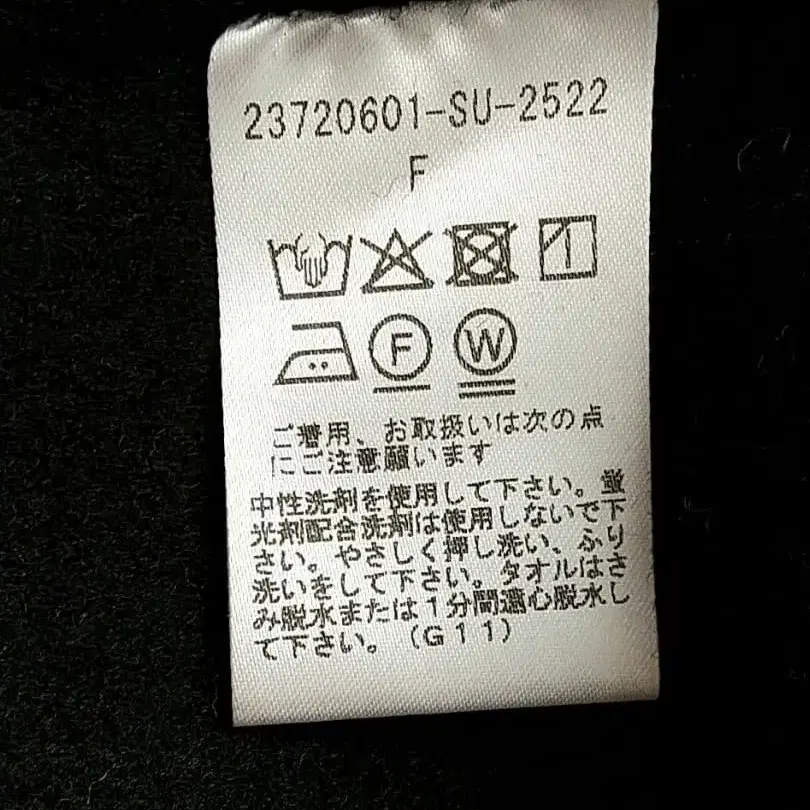 23720601-SU-2522
F
F
W
ご着用、お取扱いは次の点
にご注意願います
中性洗剤を使用して下さい。蛍
光剤配合洗剤は使用しないで下
さい。やさしく押し洗い、ふり
洗いをして下さい。タオルはさ
み脱水または1分間遠心脱水し
て下さい。(G11)